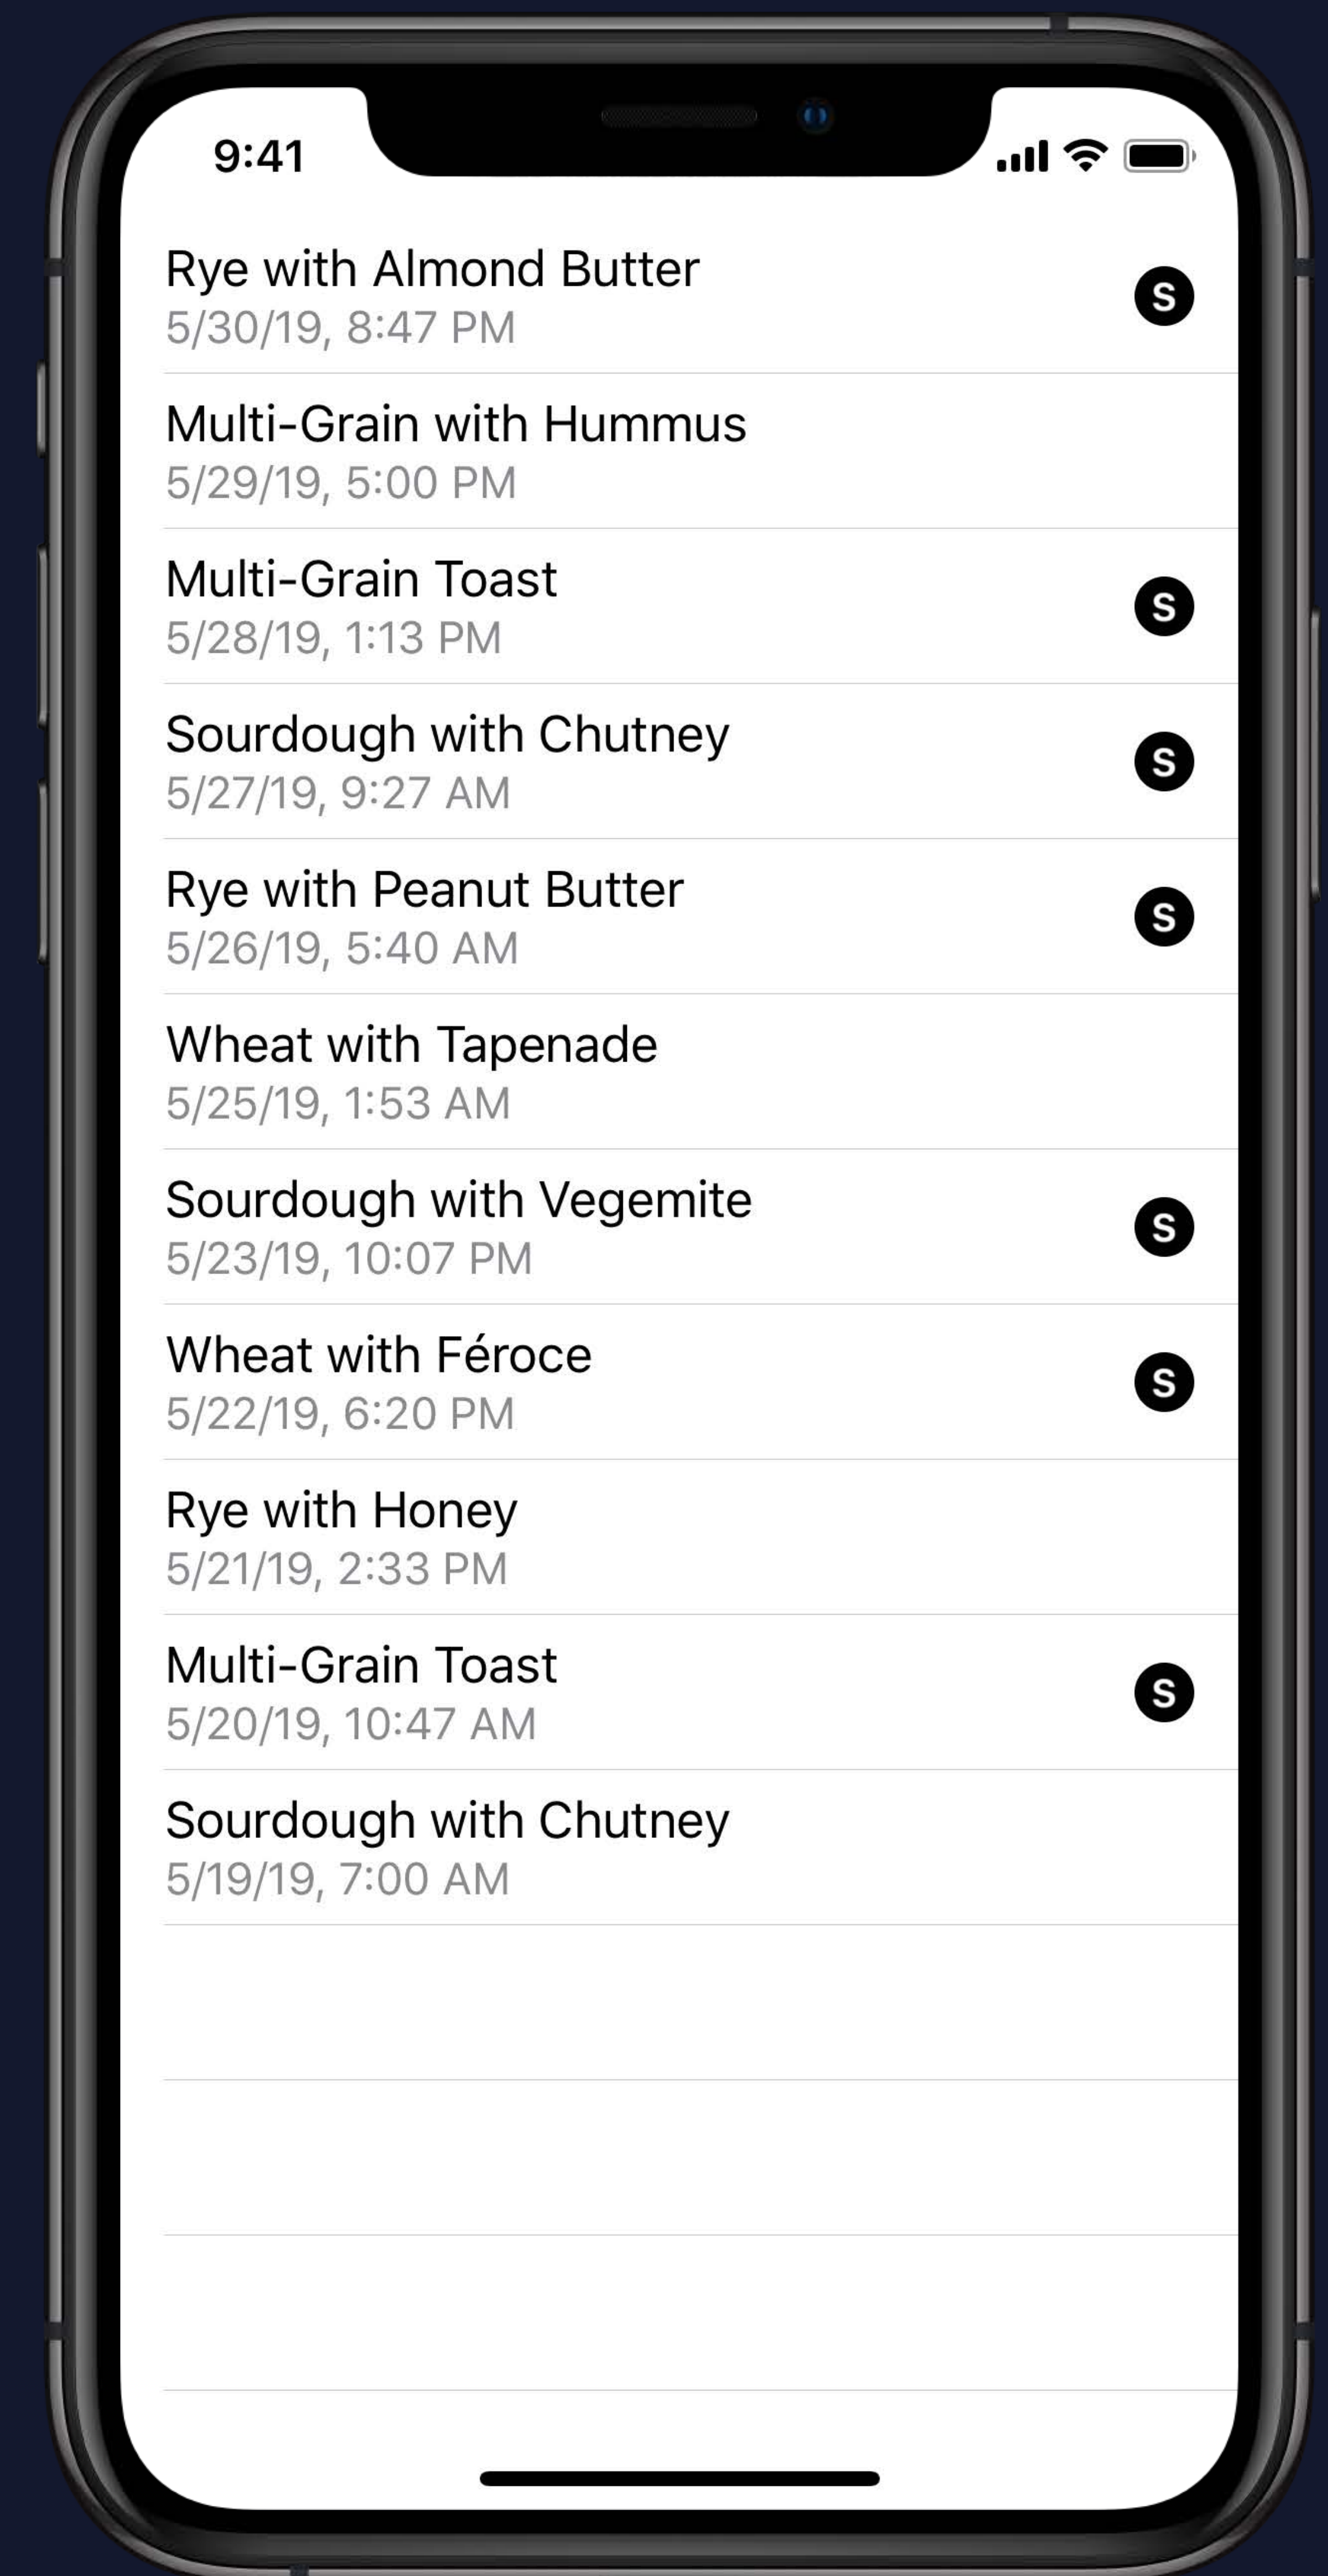 9:41
Rye with Almond Butter
5/30/19, 8:47 PM
S
Multi-Grain with Hummus
5/29/19, 5:00 PM
Multi-Grain Toast
5/28/19, 1:13 PM
S
Sourdough with Chutney
5/27/19, 9:27 AM
S
Rye with Peanut Butter
5/26/19, 5:40 AM
S
Wheat with Tapenade
5/25/19, 1:53 AM
Sourdough with Vegemite
5/23/19, 10:07 PM
S
Wheat with Féroce
5/22/19, 6:20 PM
S
Rye with Honey
5/21/19, 2:33 PM
Multi-Grain Toast
5/20/19, 10:47 AM
S
Sourdough with Chutney
5/19/19, 7:00 AM